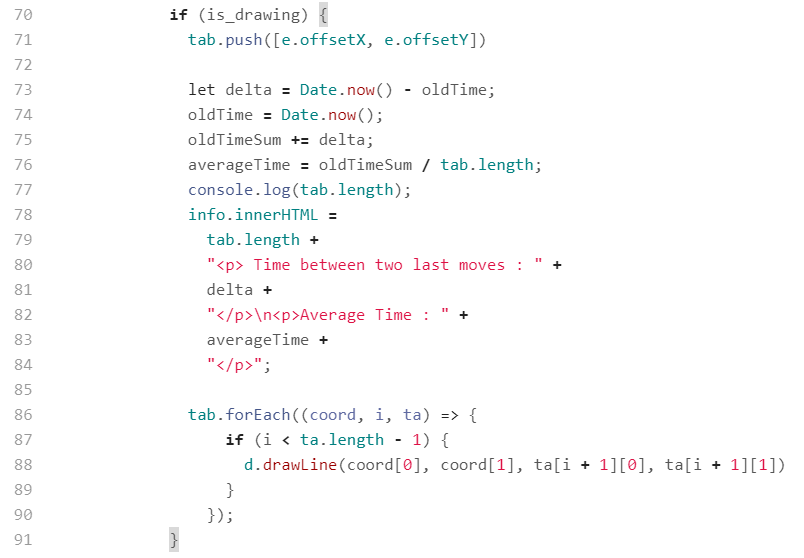 70 if (is_drawing) {
71 tab.push([e.offsetX, e.offsetY])
72
73 let delta = Date.now() - oldTime;
74 oldTime = Date.now();
75 oldTimeSum += delta;
76 averageTime = oldTimeSum / tab.length;
77 console.log(tab.length);
78 info.innerHTML =
79 tab.length +
80 "<p> Time between two last moves : " +
81 delta +
82 "</p>\n<p>Average Time : " +
83 averageTime +
84 "</p>";
85
86 tab.forEach((coord, i, ta) => {
87 if (i < ta.length - 1) {
88 d.drawLine(coord[0], coord[1], ta[i + 1][0], ta[i + 1][1])
89 }
90 });
91 }